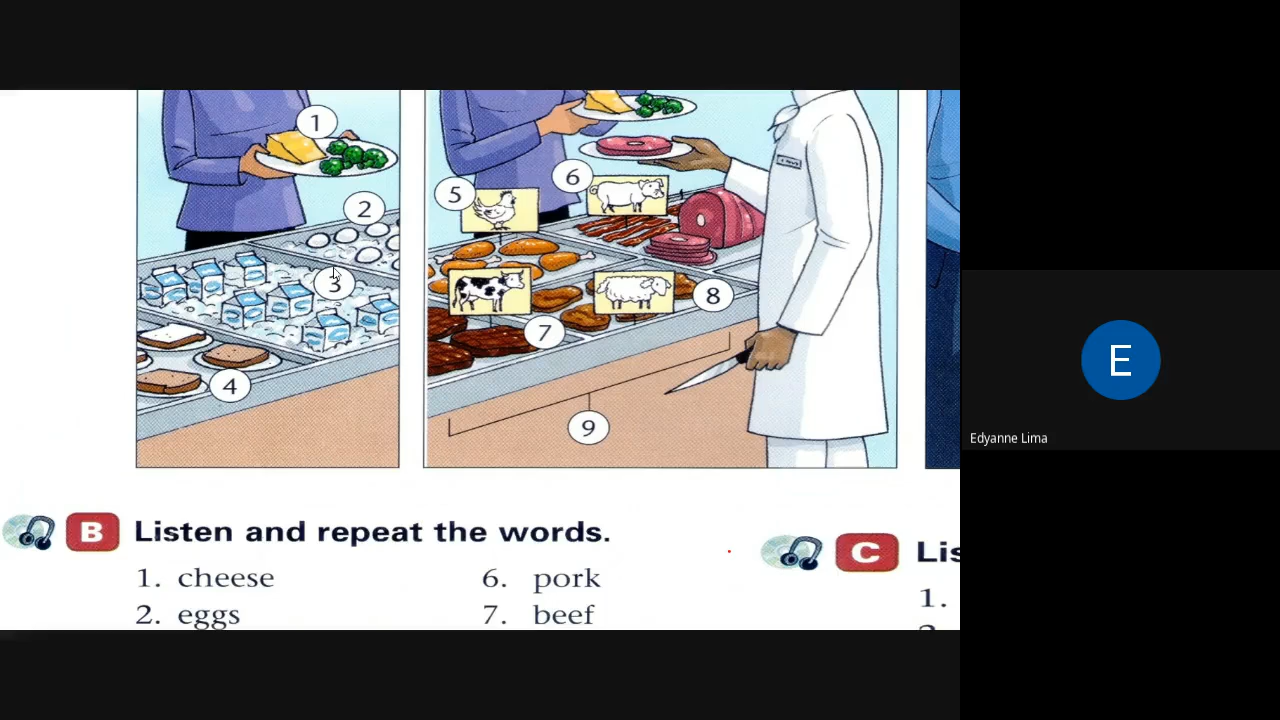 1
2
3
4
5
6
7
8
9
B Listen and repeat the words.
1. cheese
2. eggs
6. pork
7. beef
C Lis
1.
E
Edyanne Lima